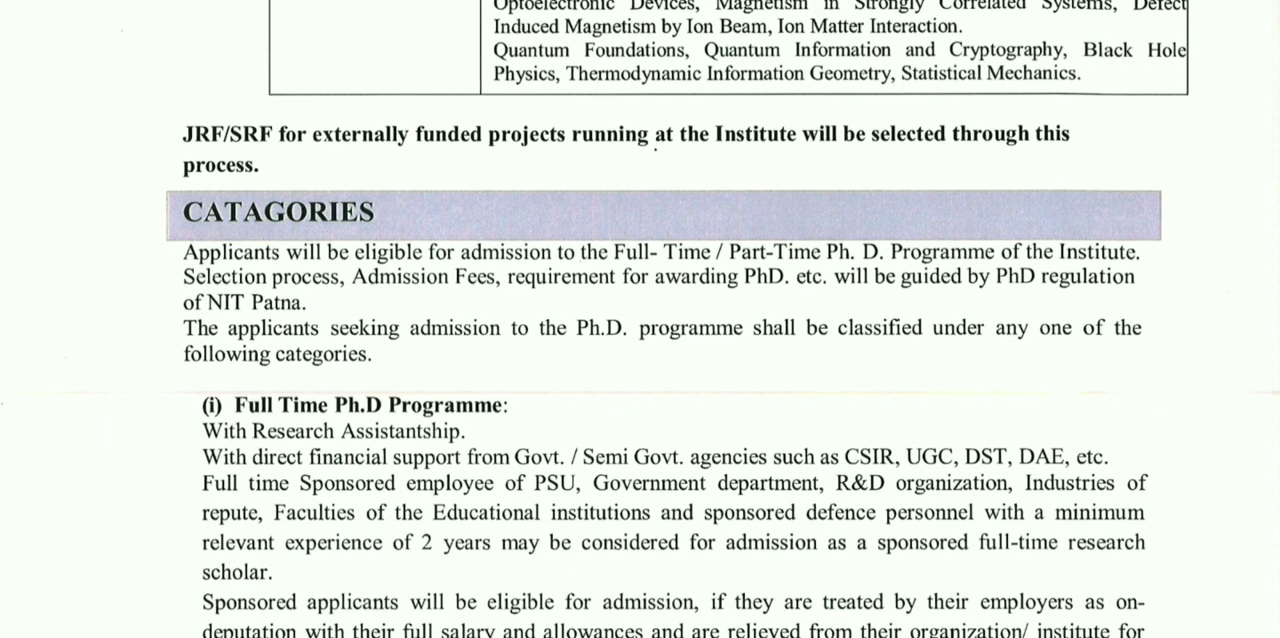 Optoelectronic Devices, Magnetism in Strongly Correlated Systems, Defect
Induced Magnetism by Ion Beam, Ion Matter Interaction.
Quantum Foundations, Quantum Information and Cryptography, Black Hole
Physics, Thermodynamic Information Geometry, Statistical Mechanics.
JRF/SRF for externally funded projects running at the Institute will be selected through this
process.
CATAGORIES
Applicants will be eligible for admission to the Full- Time / Part-Time Ph. D. Programme of the Institute.
Selection process, Admission Fees, requirement for awarding PhD. etc. will be guided by PhD regulation
of NIT Patna.
The applicants seeking admission to the Ph.D. programme shall be classified under any one of the
following categories.
(i) Full Time Ph.D Programme:
With Research Assistantship.
With direct financial support from Govt. / Semi Govt. agencies such as CSIR, UGC, DST, DAE, etc.
Full time Sponsored employee of PSU, Government department, R&D organization, Industries of
repute, Faculties of the Educational institutions and sponsored defence personnel with a minimum
relevant experience of 2 years may be considered for admission as a sponsored full-time research
scholar.
Sponsored applicants will be eligible for admission, if they are treated by their employers as on-
deputation with their full salary and allowances and are relieved from their organization/ institute for